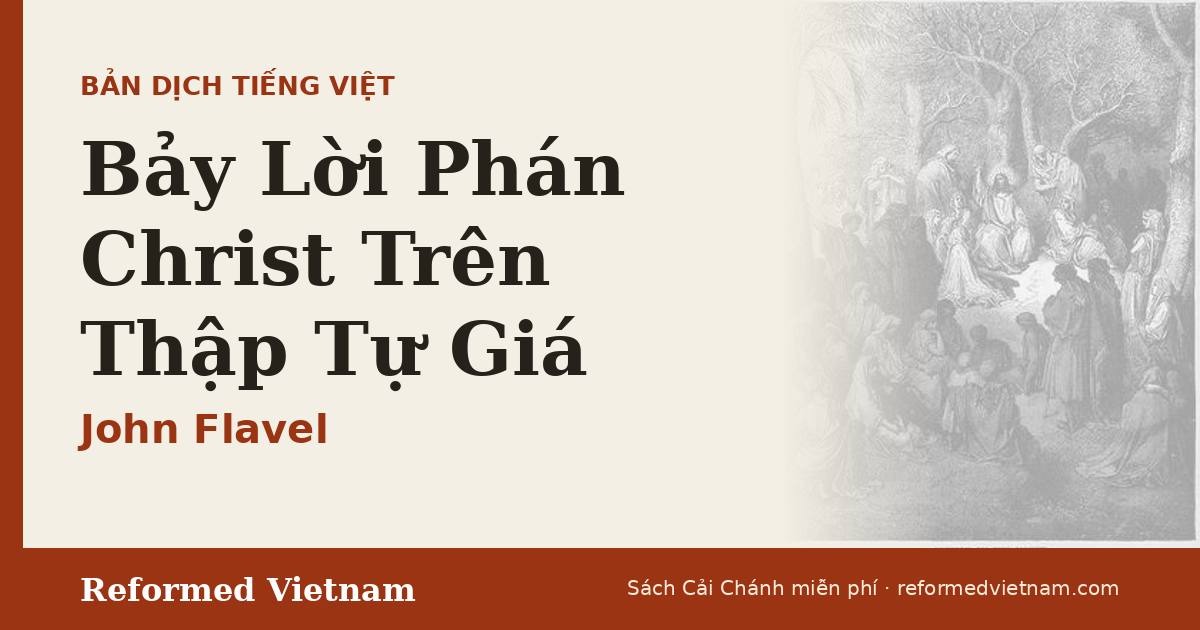 BẢN DỊCH TIẾNG VIỆT
Bảy Lời Phán
Christ Trên
Thập Tự Giá
John Flavel
Reformed Vietnam
Sách Cải Chánh miễn phí · reformedvietnam.com